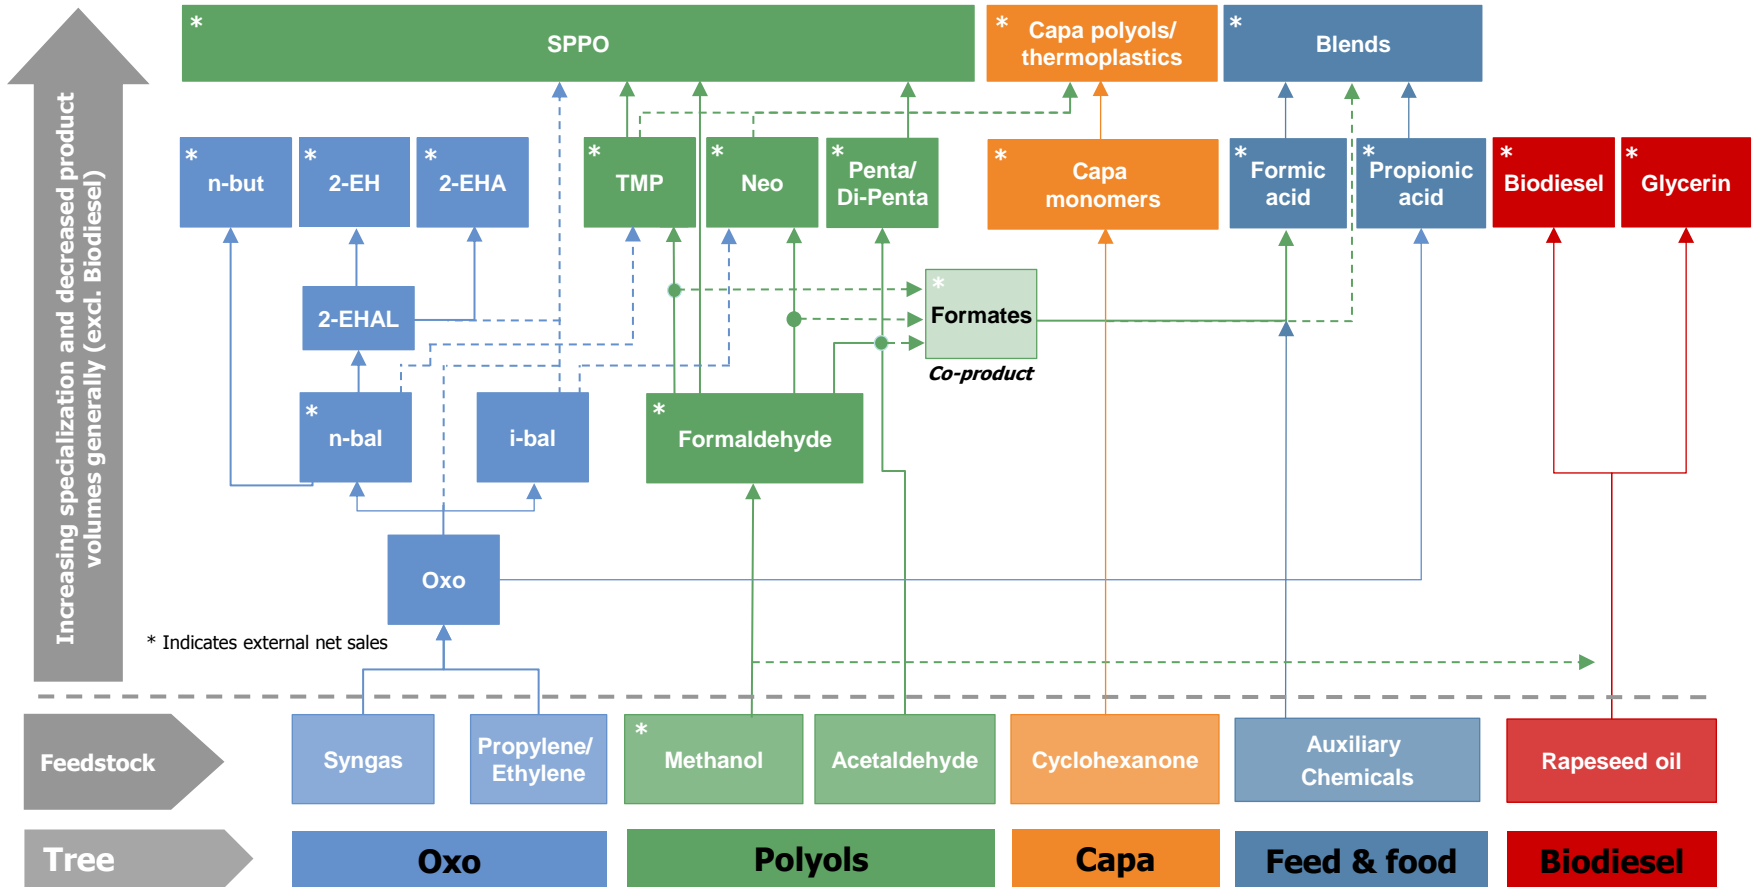 Increasing specialization and decreased product
volumes generally (excl. Biodiesel)
*
SPPO
*
Capa polyols/
thermoplastics
*
Blends
*
n-but
*
2-EH
*
2-EHA
*
TMP
*
Neo
*
Penta/
Di-Penta
*
Capa
monomers
*
Formic
acid
*
Propionic
acid
*
Biodiesel
*
Glycerin
2-EHAL
*
Formates
Co-product
*
n-bal
i-bal
*
Formaldehyde
Oxo
* Indicates external net sales
Feedstock
Syngas
Propylene/
Ethylene
*
Methanol
Acetaldehyde
Cyclohexanone
Auxiliary
Chemicals
Rapeseed oil
Tree
Oxo
Polyols
Capa
Feed & food
Biodiesel